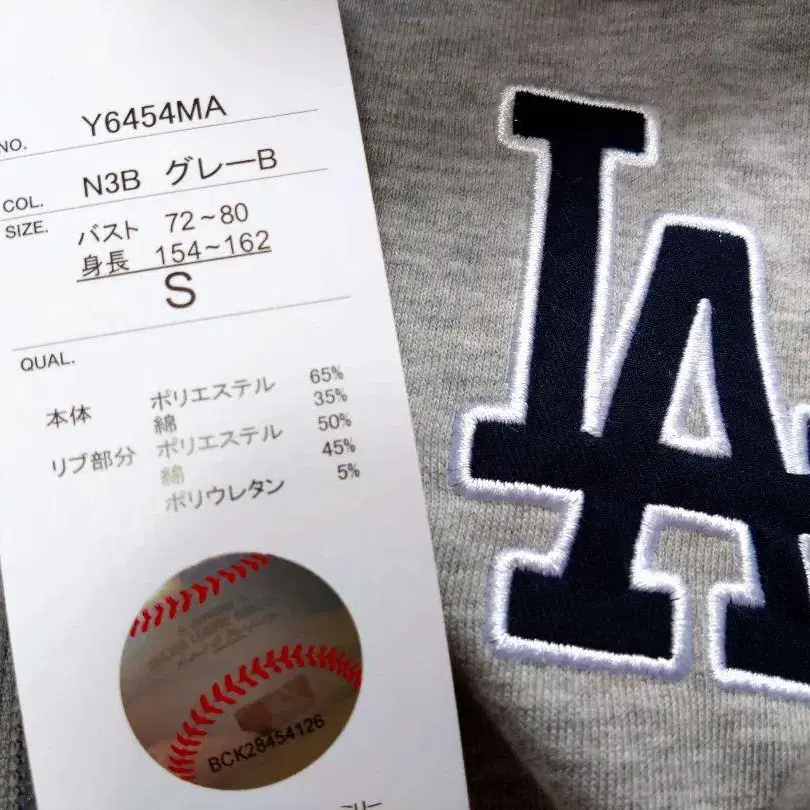 NO. Y6454MA
COL. N3B グレーB
SIZE. バスト 72~80
身長 154~162
S
QUAL.
本体 ポリエステル 65%
綿 35%
リブ部分 ポリエステル 50%
綿 45%
ポリウレタン 5%
BCK28454126
LA